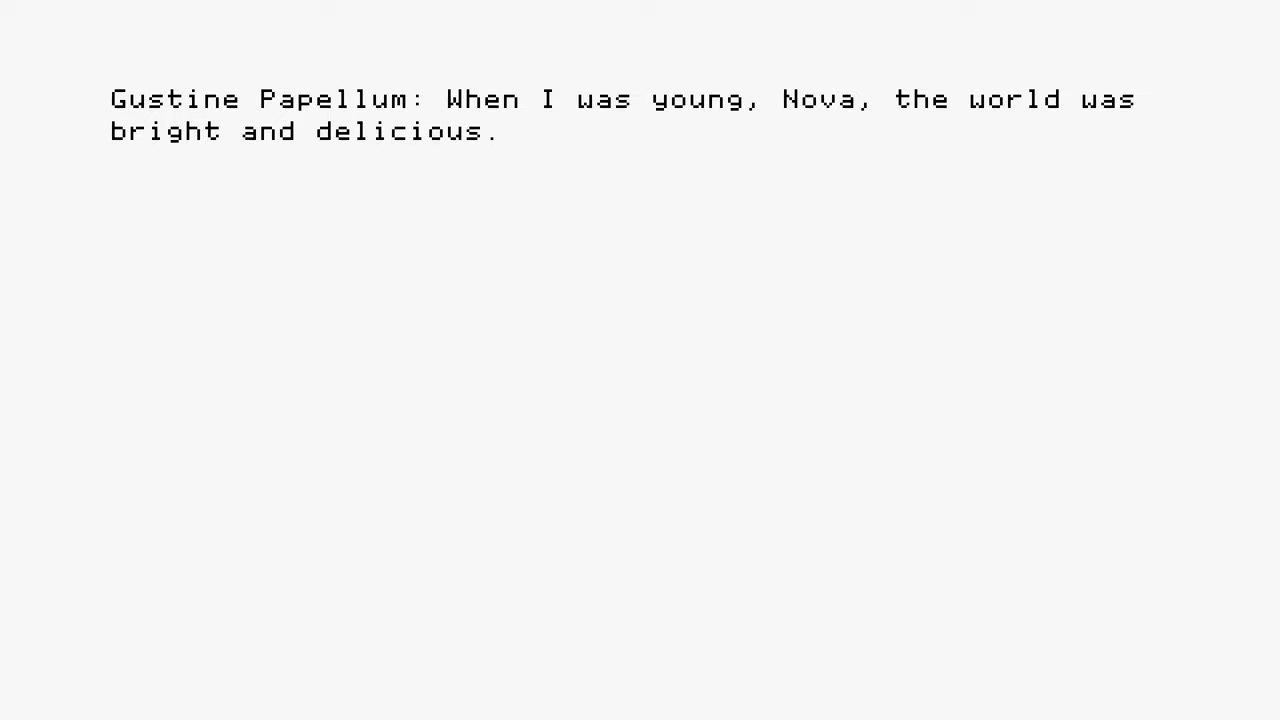 Gustine Papellum: When I was young, Nova, the world was
bright and delicious.